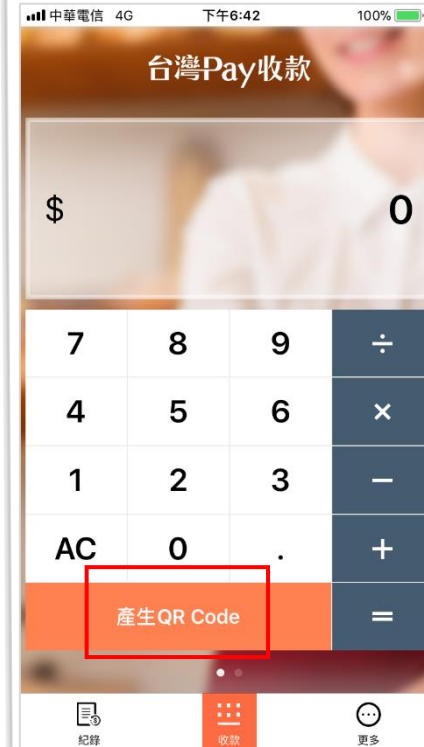 中華電信 4G 下午6:42 100%
台灣Pay收款
$ 0
7 8 9 ÷
4 5 6 ×
1 2 3 −
AC 0 . +
產生QR Code =
紀錄 收款 更多